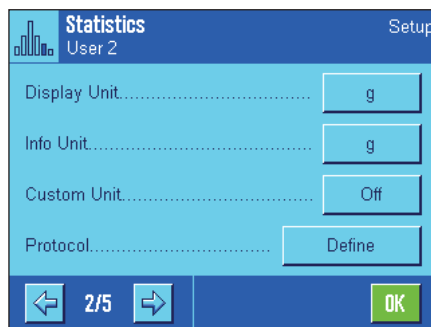 Statistics
Setup
User 2
Display Unit................................... g
Info Unit......................................... g
Custom Unit.................................. Off
Protocol................................ Define
2/5
OK